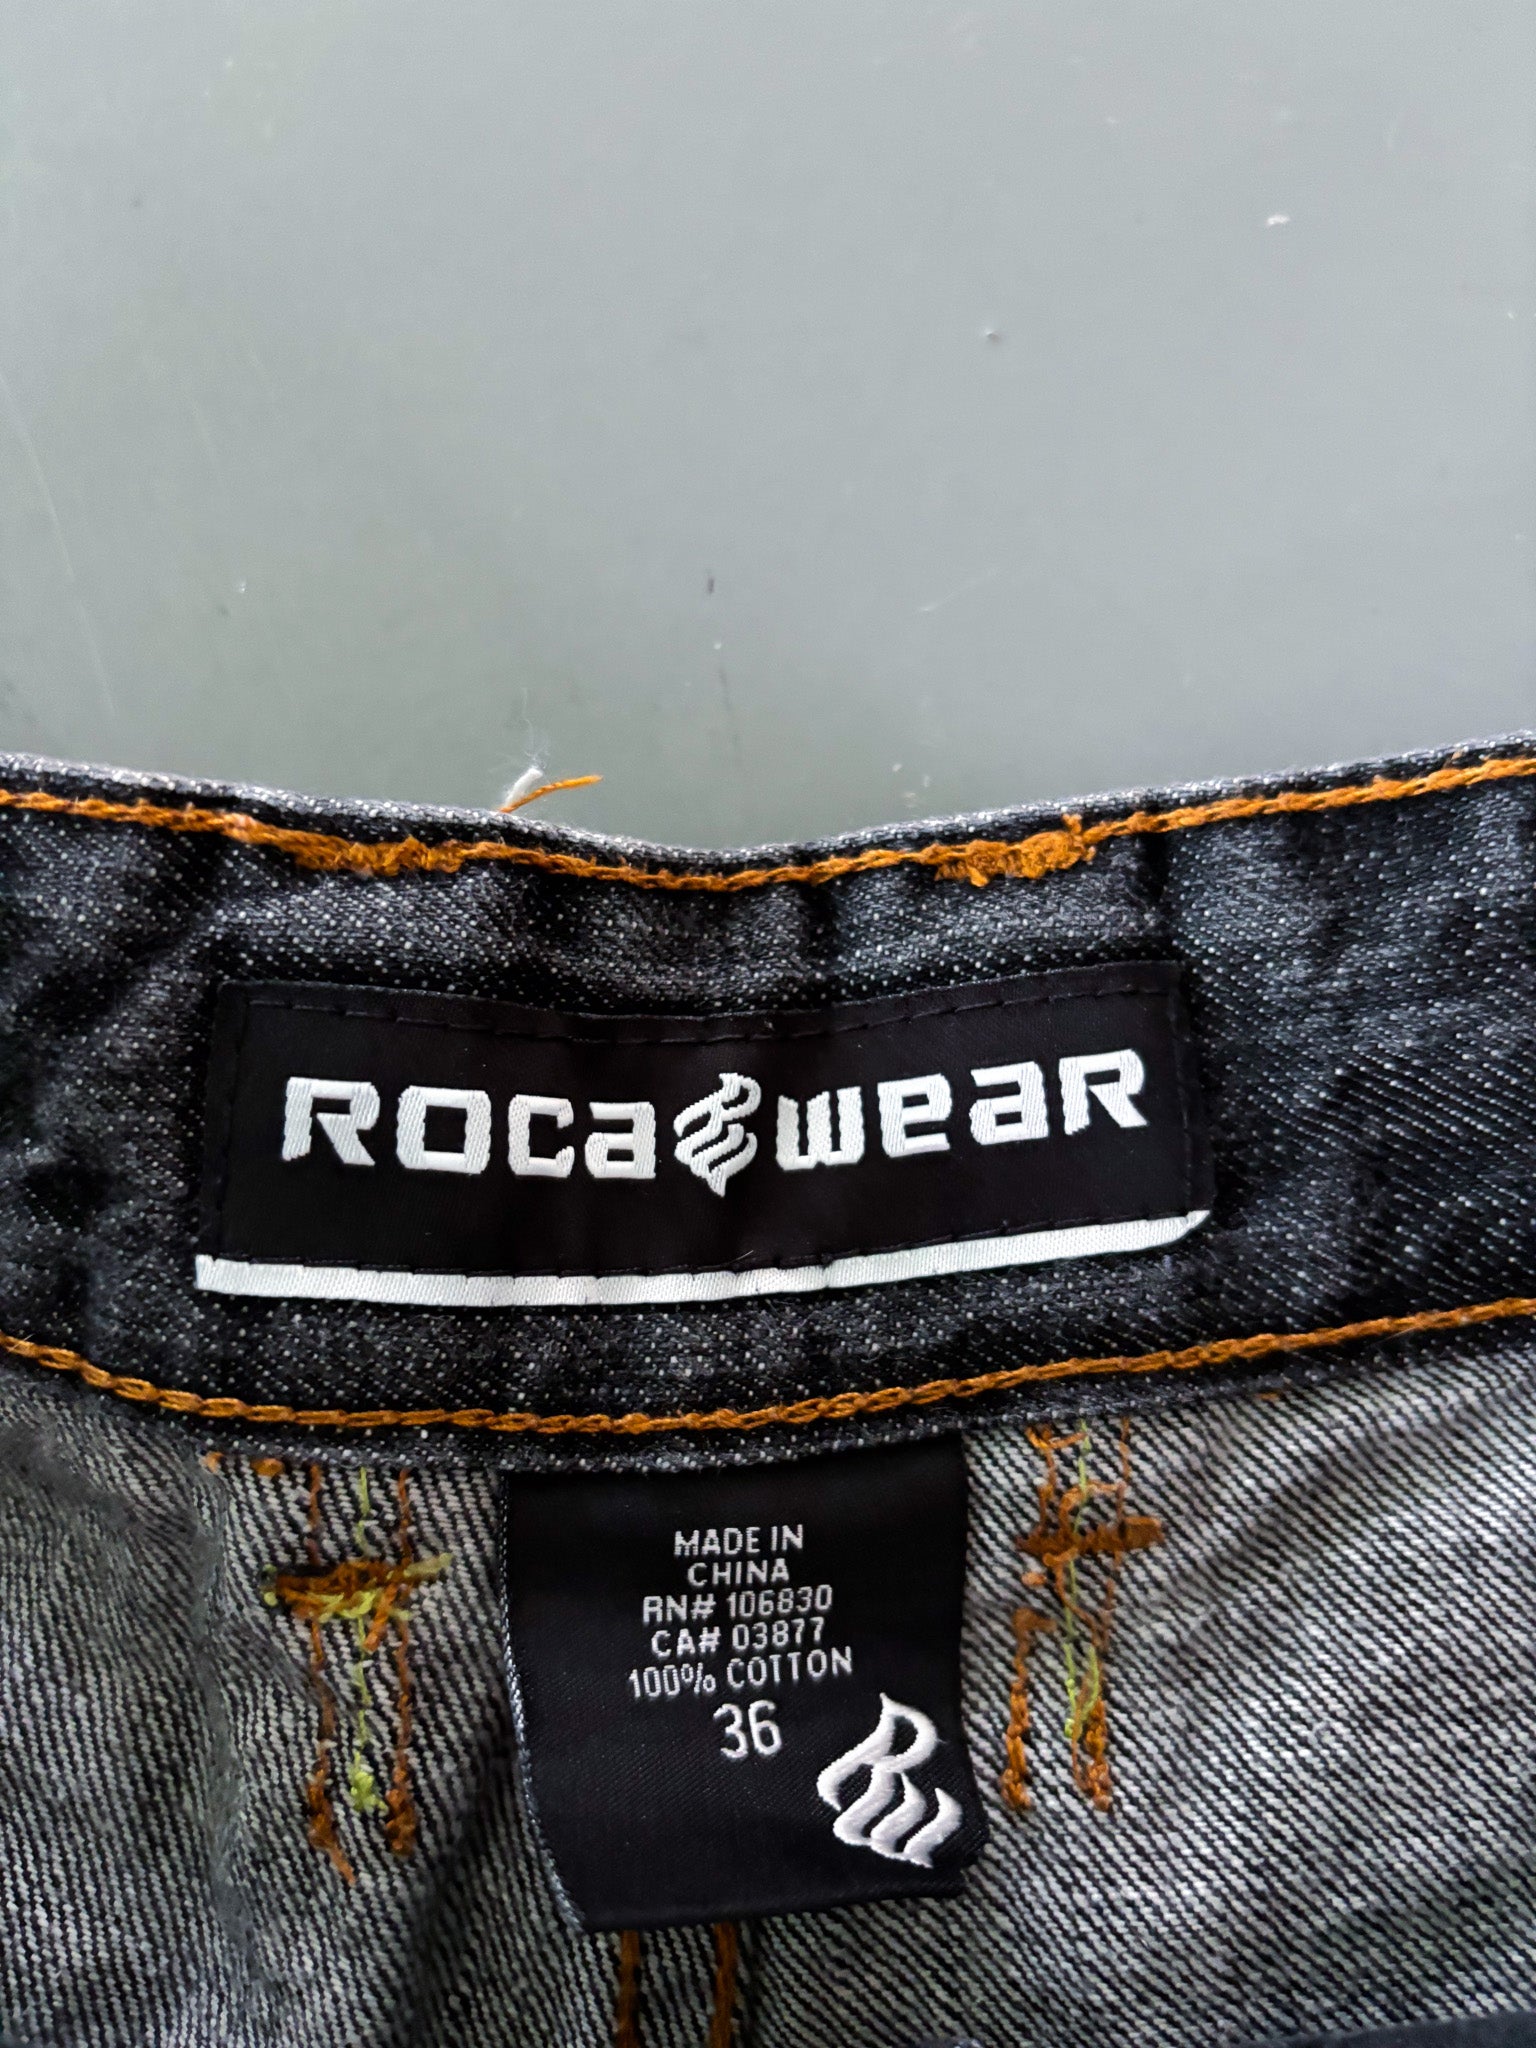 ROCAWEAR
MADE IN
CHINA
RN# 106830
CA# 03877
100% COTTON
36
RW